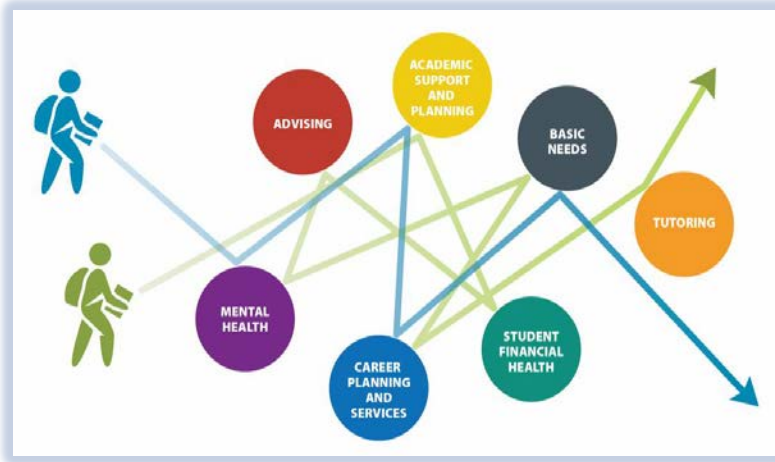 ADVISING
ACADEMIC
SUPPORT
AND
PLANNING
BASIC
NEEDS
TUTORING
MENTAL
HEALTH
CAREER
PLANNING
AND
SERVICES
STUDENT
FINANCIAL
HEALTH